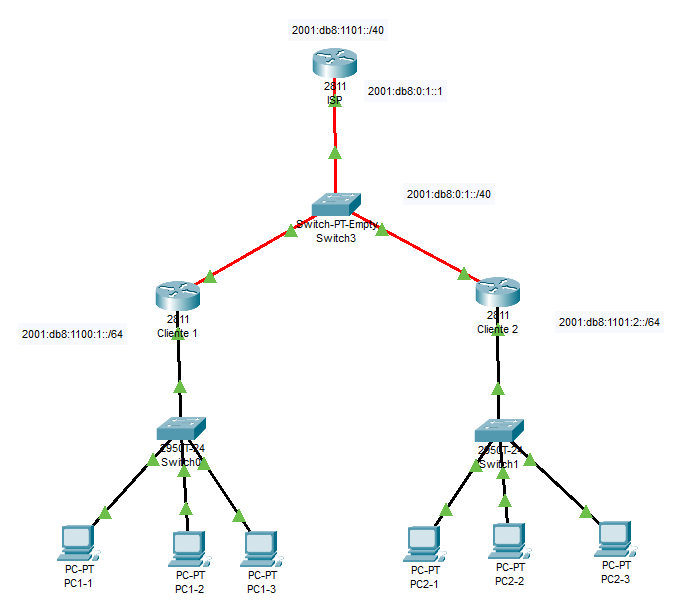 2001:db8:1101::/40
2811
ISP
2001:db8:0:1::1
2001:db8:0:1::/40
Switch-PT-Empty
Switch3
2811
Cliente 1
2811
Cliente 2
2001:db8:1100:1::/64
2001:db8:1101:2::/64
2950T-24
Switch0
2950T-24
Switch1
PC-PT
PC1-1
PC-PT
PC1-2
PC-PT
PC1-3
PC-PT
PC2-1
PC-PT
PC2-2
PC-PT
PC2-3